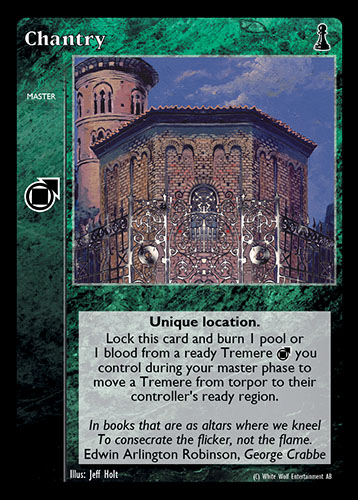 Chantry
MASTER
Unique location.
Lock this card and burn 1 pool or
1 blood from a ready Tremere you
control during your master phase to
move a Tremere from torpor to their
controller's ready region.
In books that are as altars where we kneel
To consecrate the flicker, not the flame.
Edwin Arlington Robinson, George Crabbe
Illus: Jeff Holt
(C) White Wolf Entertainment AB